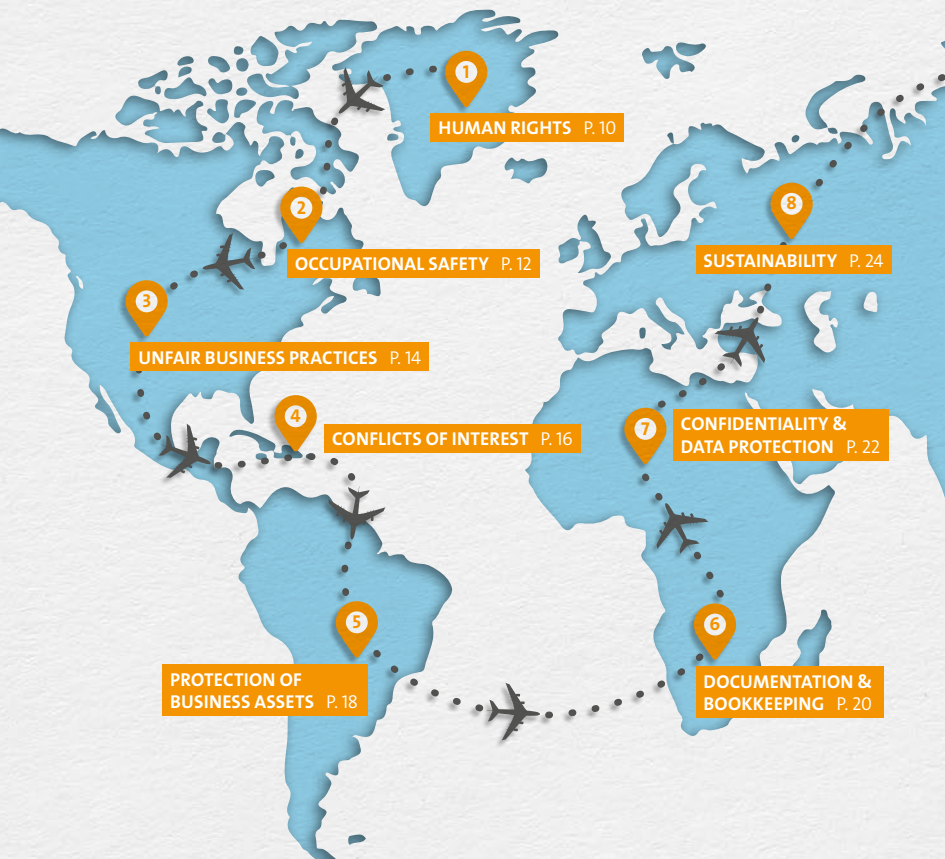 1
HUMAN RIGHTS P. 10
2
OCCUPATIONAL SAFETY P. 12
3
UNFAIR BUSINESS PRACTICES P. 14
4
CONFLICTS OF INTEREST P. 16
5
PROTECTION OF
BUSINESS ASSETS P. 18
6
DOCUMENTATION &
BOOKKEEPING P. 20
7
CONFIDENTIALITY &
DATA PROTECTION P. 22
8
SUSTAINABILITY P. 24